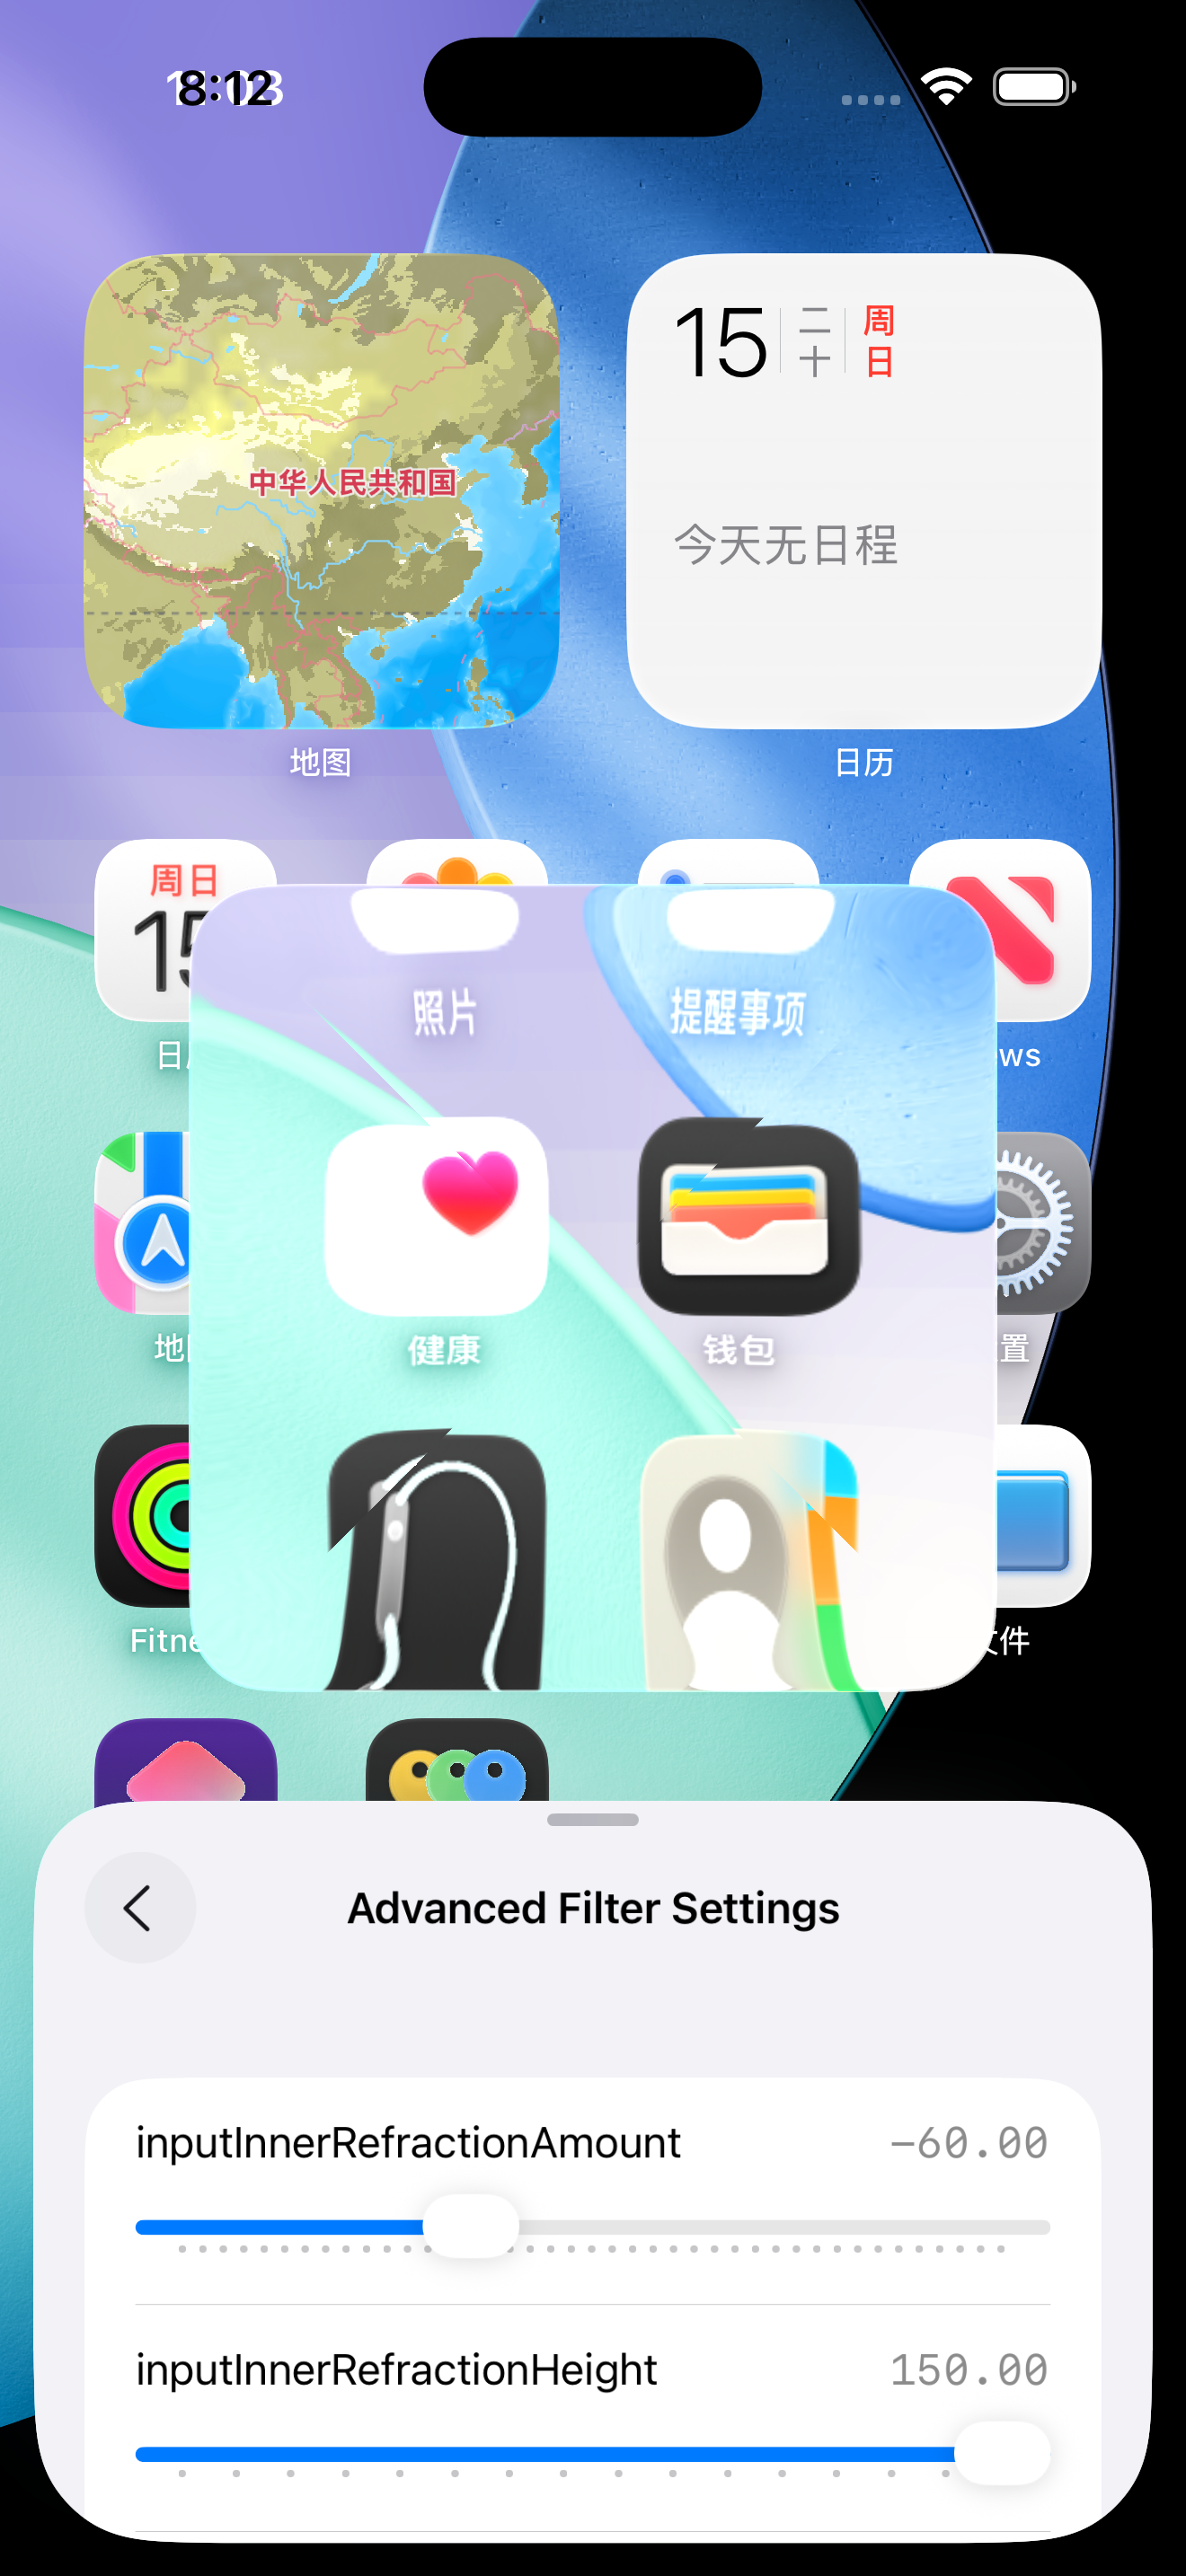 8:12
15
二十
周日
中华人民共和国
今天无日程
地图
日历
周日
15
照片
提醒事项
日历
ws
健康
钱包
地
置
Fitne
件
Advanced Filter Settings
inputInnerRefractionAmount
-60.00
inputInnerRefractionHeight
150.00